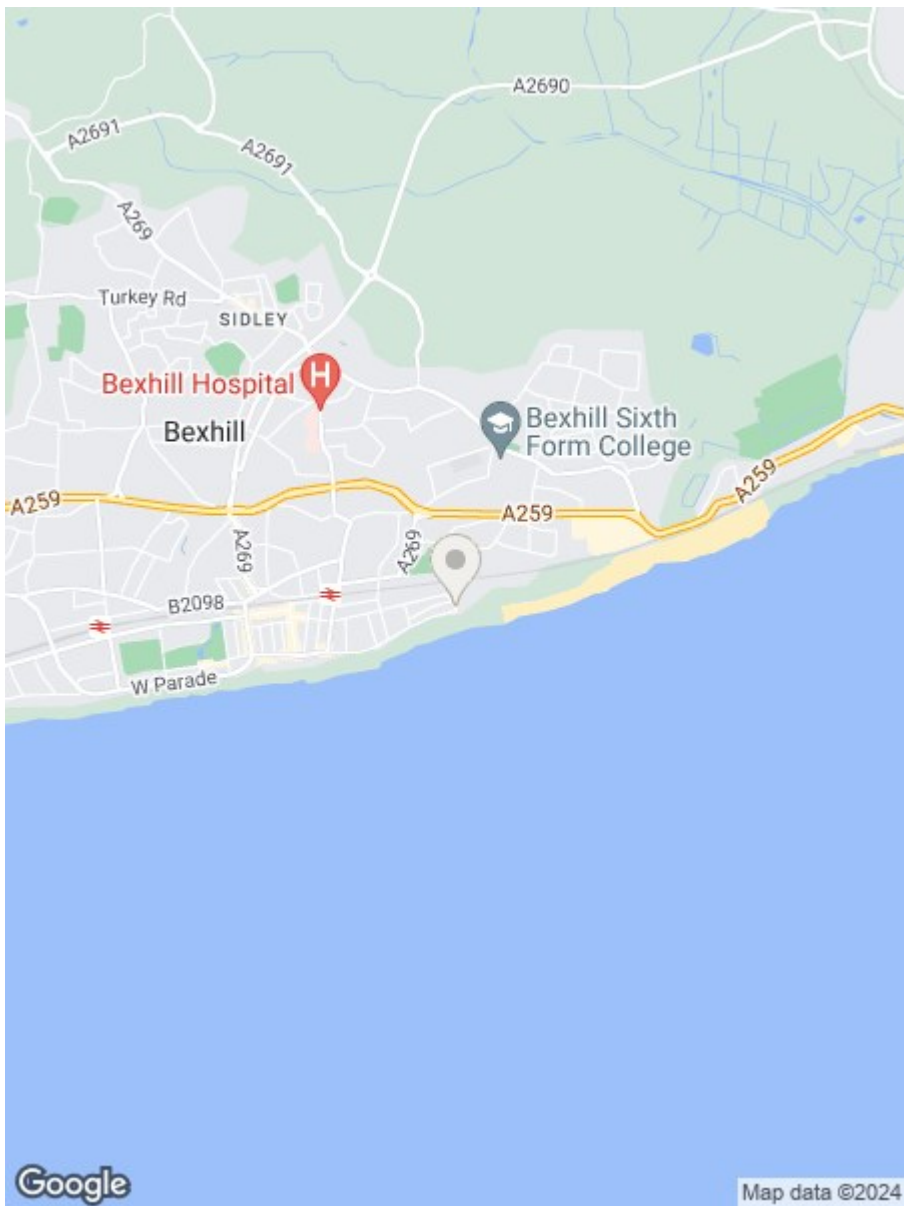 A2690
A2691
A2691
A269
Turkey Rd
SIDLEY
Bexhill Hospital
H
Bexhill
Bexhill Sixth
Form College
A259
A259
A259
A269
A269
B2098
W Parade
Google
Map data ©2024